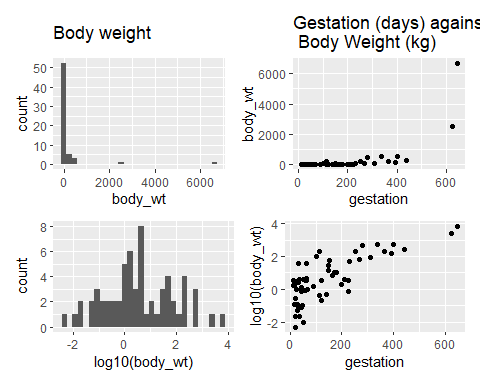 Body weight
50
40
30
20
10
0
count
0 2000 4000 6000
body_wt
Gestation (days) agains
Body Weight (kg)
6000
4000
2000
0
body_wt
0 200 400 600
gestation
8
6
4
2
0
count
-2 0 2 4
log10(body_wt)
4
2
0
-2
log10(body_wt)
0 200 400 600
gestation